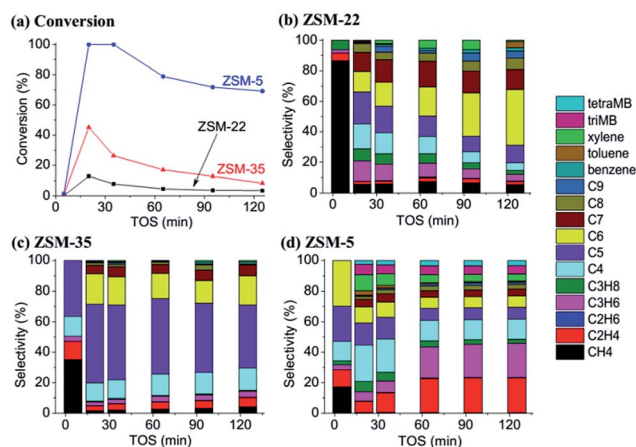 (a) Conversion
Conversion (%)
100
80
60
40
20
0
ZSM-5
ZSM-22
ZSM-35
0 30 60 90 120
TOS (min)
(b) ZSM-22
Selectivity (%)
100
80
60
40
20
0
0 30 60 90 120
TOS (min)
(c) ZSM-35
Selectivity (%)
100
80
60
40
20
0
0 30 60 90 120
TOS (min)
(d) ZSM-5
Selectivity (%)
100
80
60
40
20
0
0 30 60 90 120
TOS (min)
tetraMB
triMB
xylene
toluene
benzene
C9
C8
C7
C6
C5
C4
C3H8
C3H6
C2H6
C2H4
CH4